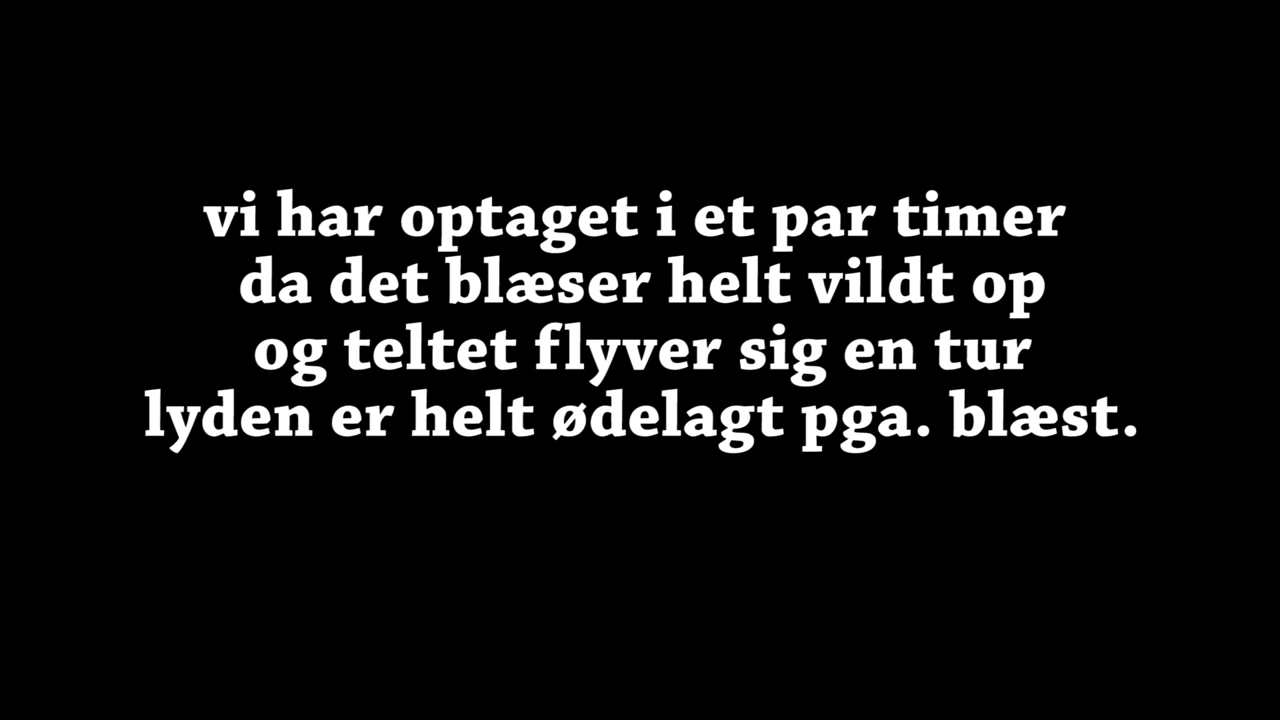 vi har optaget i et par timer
da det blæser helt vildt op
og teltet flyver sig en tur
lyden er helt ødelagt pga. blæst.